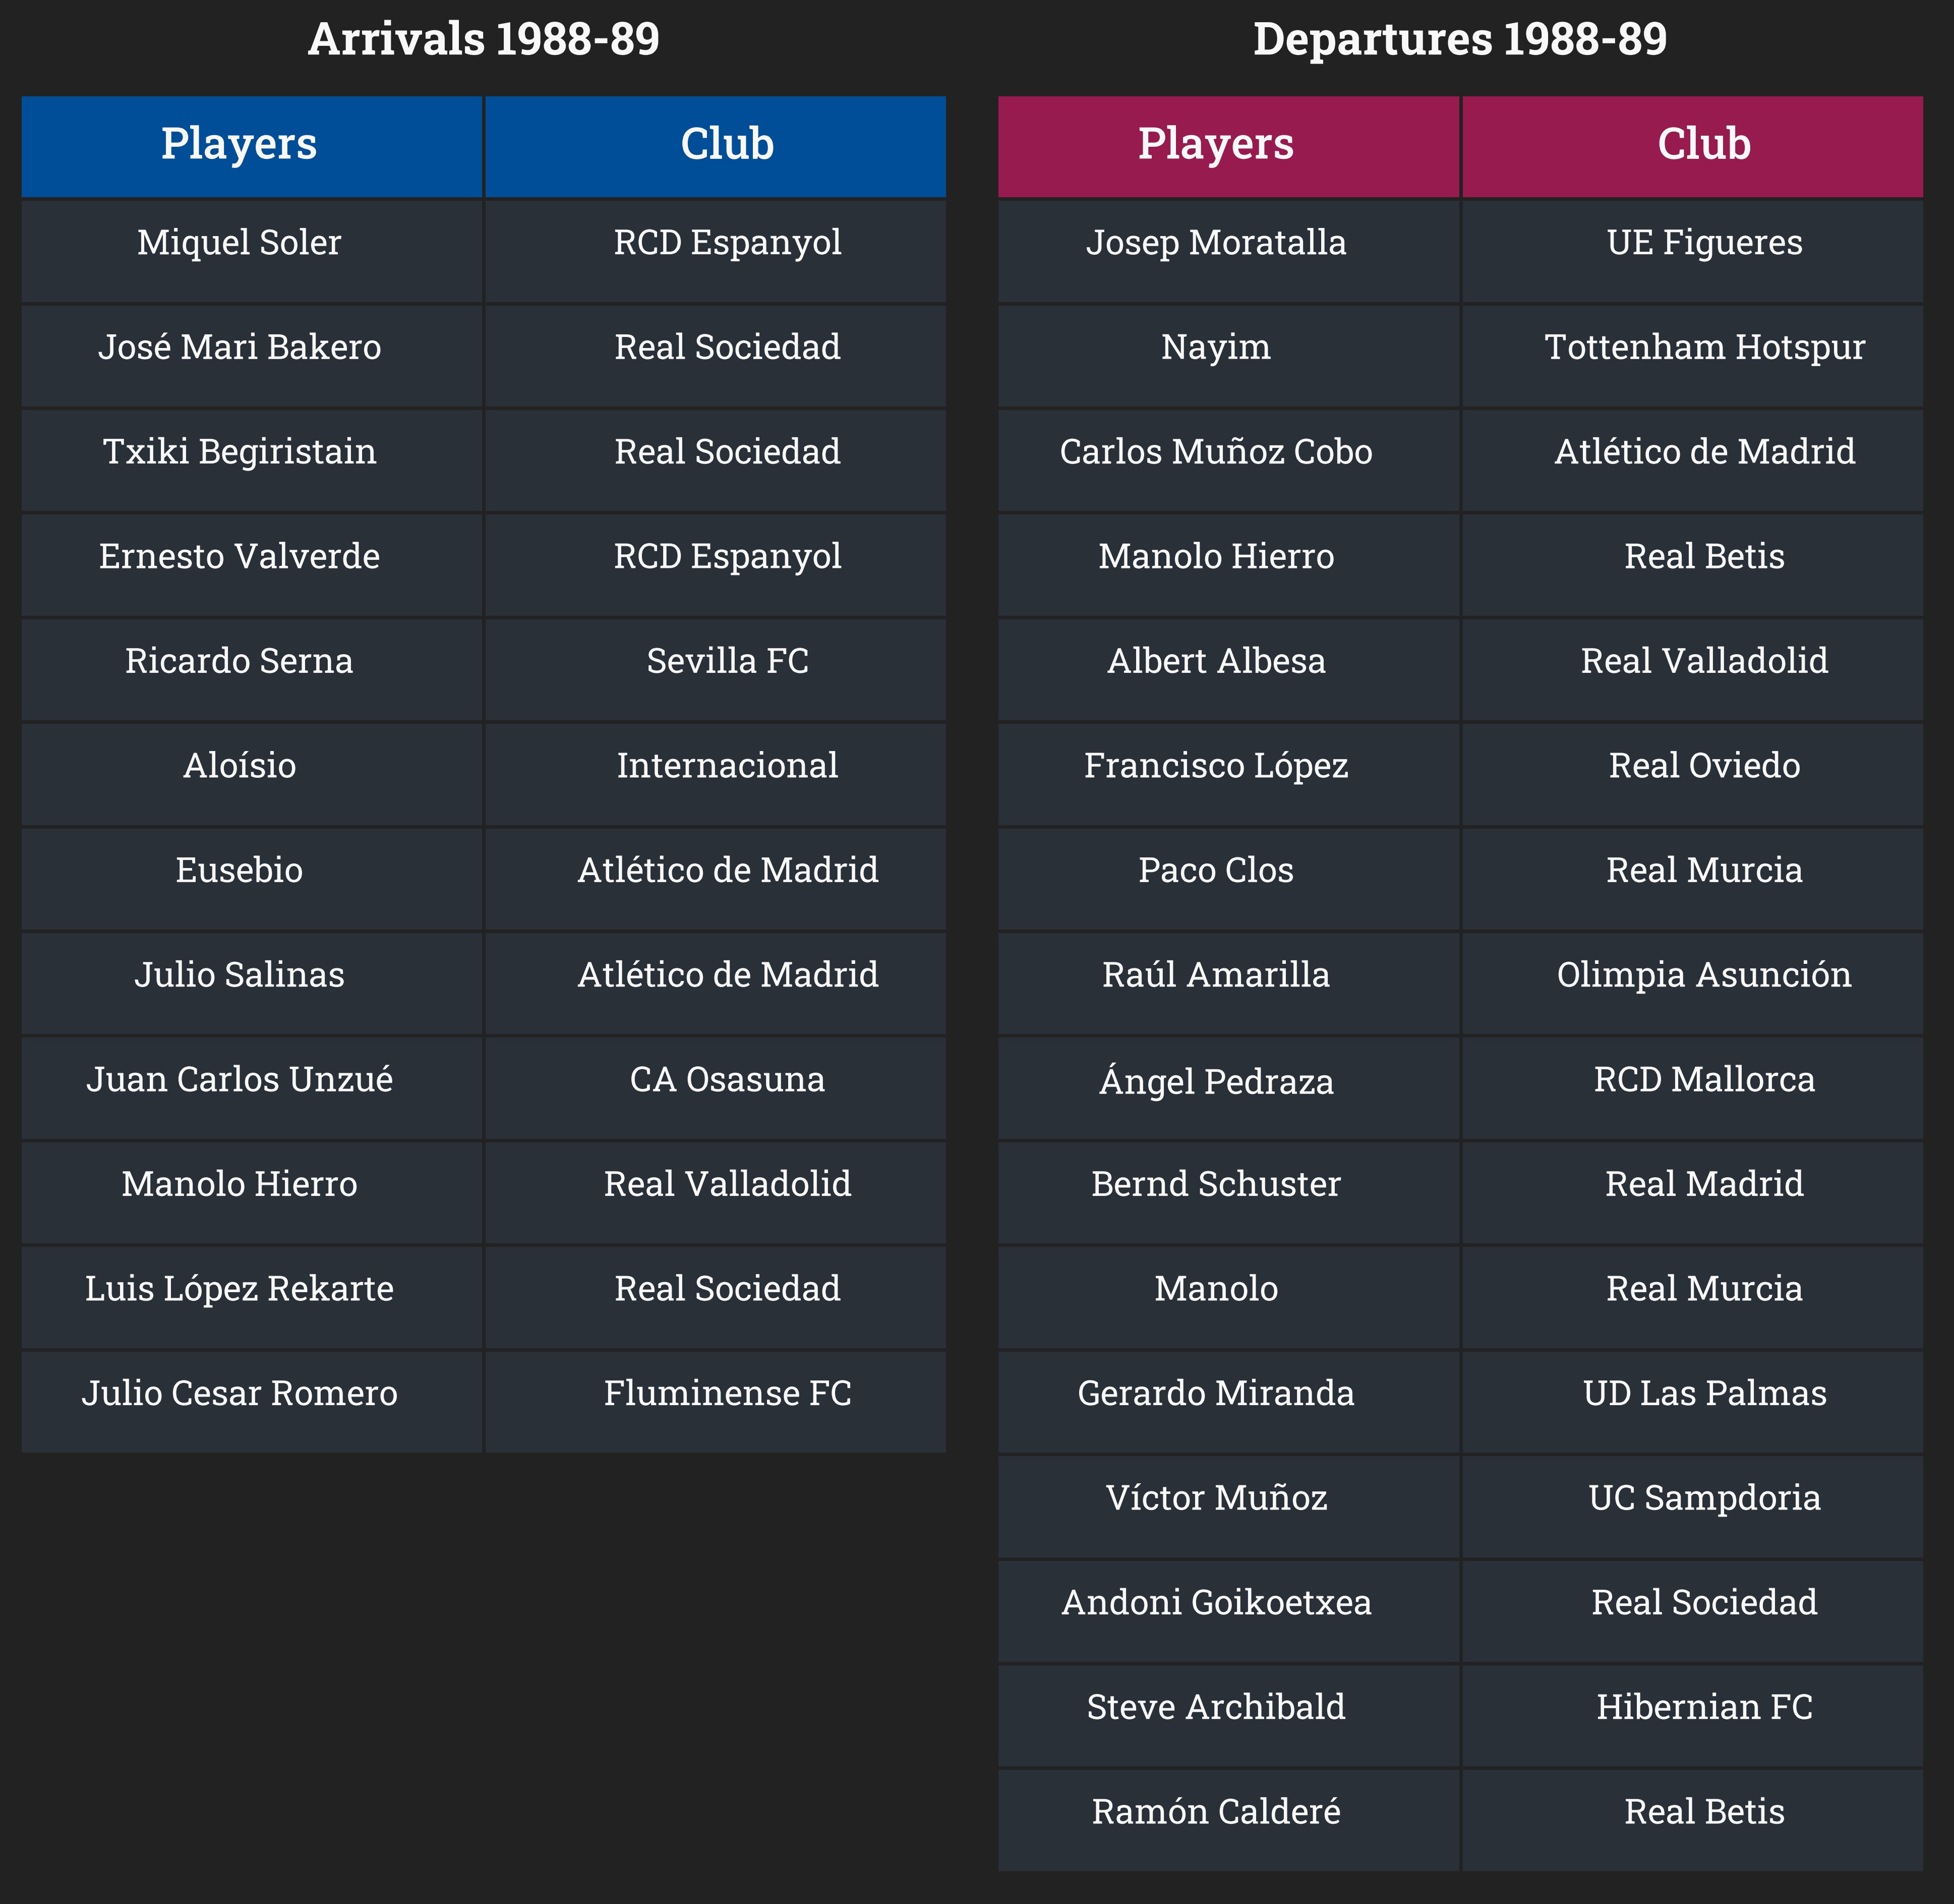 Arrivals 1988-89
Players Club
Miquel Soler RCD Espanyol
José Mari Bakero Real Sociedad
Txiki Begiristain Real Sociedad
Ernesto Valverde RCD Espanyol
Ricardo Serna Sevilla FC
Aloísio Internacional
Eusebio Atlético de Madrid
Julio Salinas Atlético de Madrid
Juan Carlos Unzué CA Osasuna
Manolo Hierro Real Valladolid
Luis López Rekarte Real Sociedad
Julio Cesar Romero Fluminense FC
Departures 1988-89
Players Club
Josep Moratalla UE Figueres
Nayim Tottenham Hotspur
Carlos Muñoz Cobo Atlético de Madrid
Manolo Hierro Real Betis
Albert Albesa Real Valladolid
Francisco López Real Oviedo
Paco Clos Real Murcia
Raúl Amarilla Olimpia Asunción
Ángel Pedraza RCD Mallorca
Bernd Schuster Real Madrid
Manolo Real Murcia
Gerardo Miranda UD Las Palmas
Víctor Muñoz UC Sampdoria
Andoni Goikoetxea Real Sociedad
Steve Archibald Hibernian FC
Ramón Calderé Real Betis